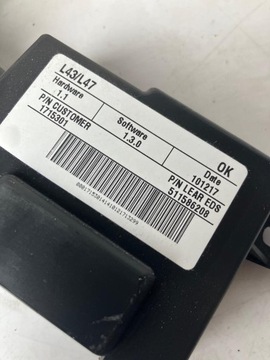 L43/L47 OK
Hardware Software Date
1.1 1.3.0 101217
P/N CUSTOMER P/N LEAR EDS
1715301 511586208